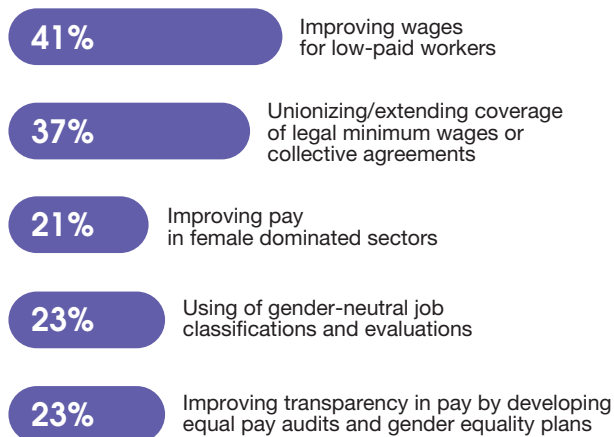 41%
Improving wages
for low-paid workers
37%
Unionizing/extending coverage
of legal minimum wages or
collective agreements
21%
Improving pay
in female dominated sectors
23%
Using of gender-neutral job
classifications and evaluations
23%
Improving transparency in pay by developing
equal pay audits and gender equality plans